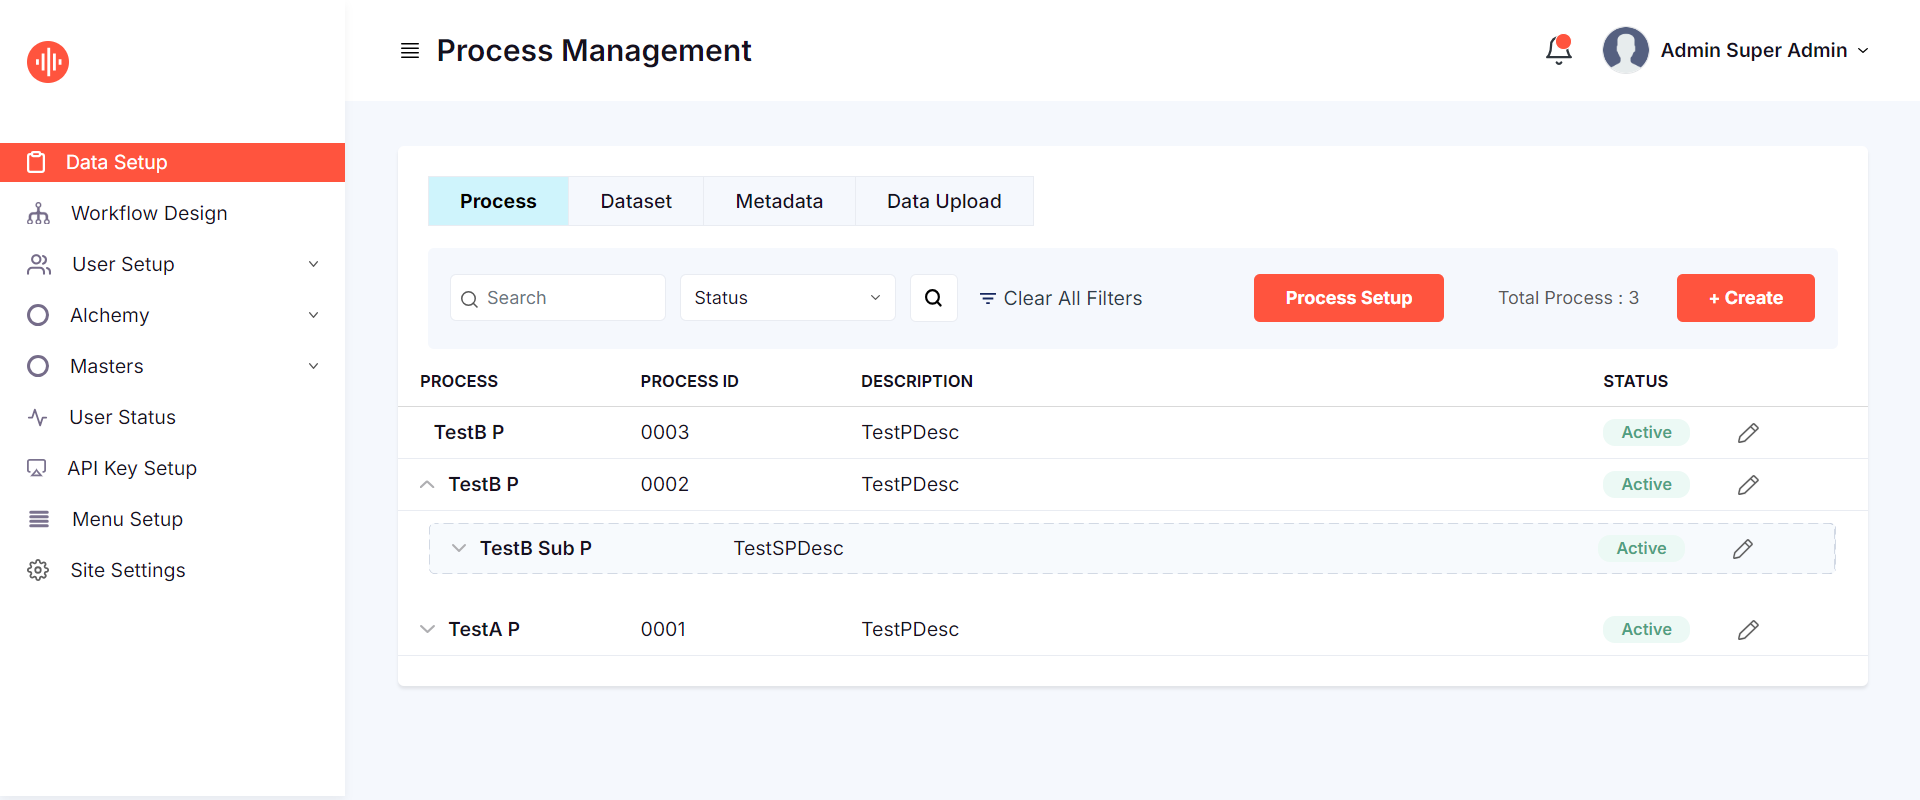 Process Management
Admin Super Admin
Data Setup
Workflow Design
User Setup
Alchemy
Masters
User Status
API Key Setup
Menu Setup
Site Settings
Process Dataset Metadata Data Upload
Search Status Clear All Filters Process Setup Total Process : 3 + Create
PROCESS PROCESS ID DESCRIPTION STATUS
TestB P 0003 TestPDesc Active
TestB P 0002 TestPDesc Active
TestB Sub P TestSPDesc Active
TestA P 0001 TestPDesc Active